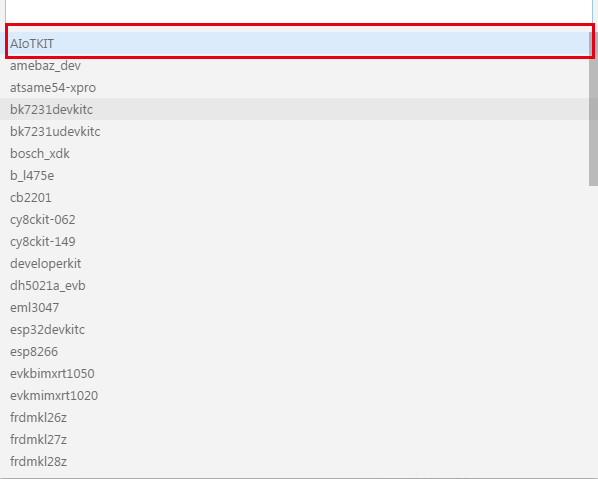 AIoTKIT
amebaz_dev
atsame54-xpro
bk7231devkitc
bk7231udevkitc
bosch_xdk
b_l475e
cb2201
cy8ckit-062
cy8ckit-149
developerkit
dh5021a_evb
eml3047
esp32devkitc
esp8266
evkbimxrt1050
evkmimxrt1020
frdmkl26z
frdmkl27z
frdmkl28z